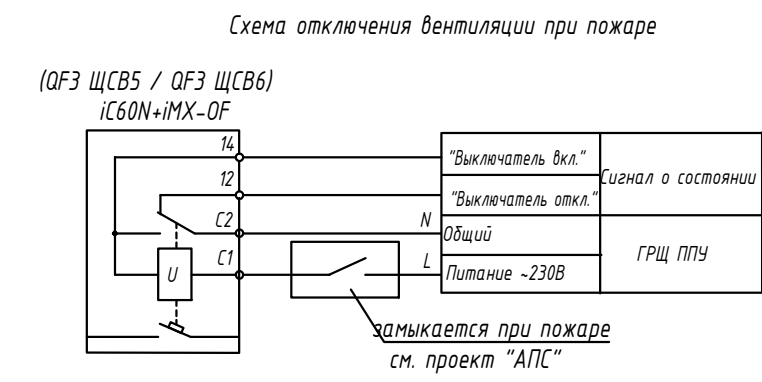 Схема отключения вентиляции при пожаре
(QF3 ЩСВ5 / QF3 ЩСВ6)
iC60N+iMX-OF
14
"Выключатель вкл."
Сигнал о состоянии
12
"Выключатель откл."
C2
N
Общий
ГРЩ ППУ
C1
L
Питание ~230В
U
замыкается при пожаре
см. проект "АПС"